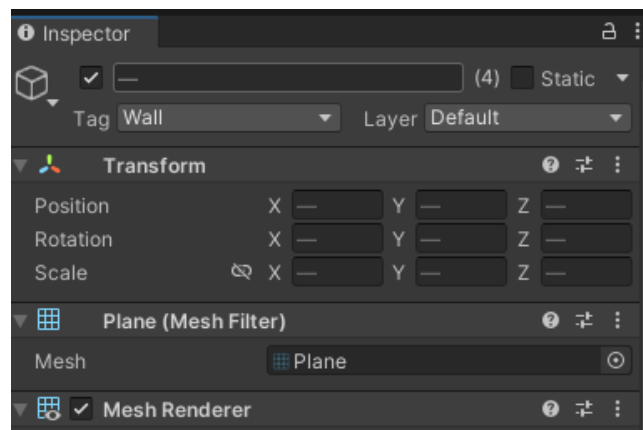 Inspector
— (4) Static
Tag Wall Layer Default
Transform
Position X — Y — Z —
Rotation X — Y — Z —
Scale X — Y — Z —
Plane (Mesh Filter)
Mesh Plane
Mesh Renderer